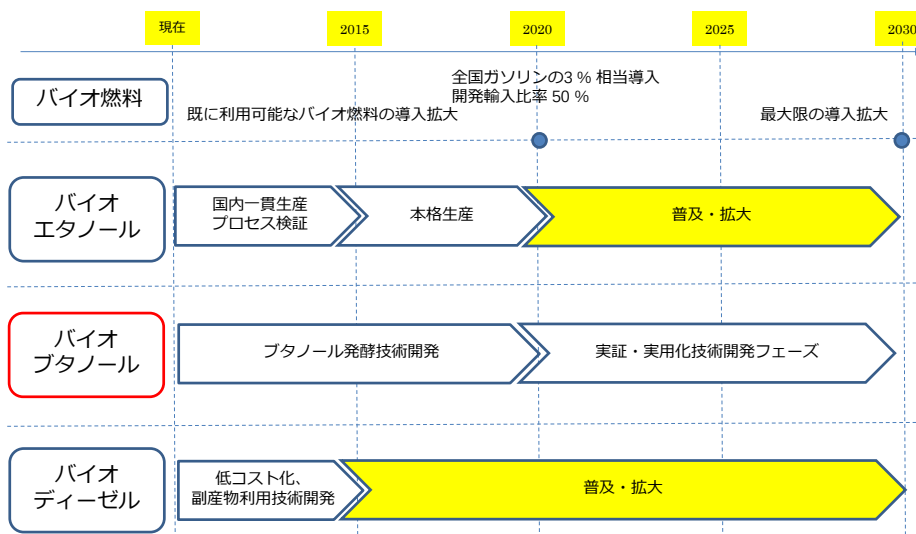 現在
2015
2020
2025
2030
バイオ燃料
全国ガソリンの3 % 相当導入
開発輸入比率 50 %
既に利用可能なバイオ燃料の導入拡大
最大限の導入拡大
バイオ
エタノール
国内一貫生産
プロセス検証
本格生産
普及・拡大
バイオ
ブタノール
ブタノール発酵技術開発
実証・実用化技術開発フェーズ
バイオ
ディーゼル
低コスト化、
副産物利用技術開発
普及・拡大